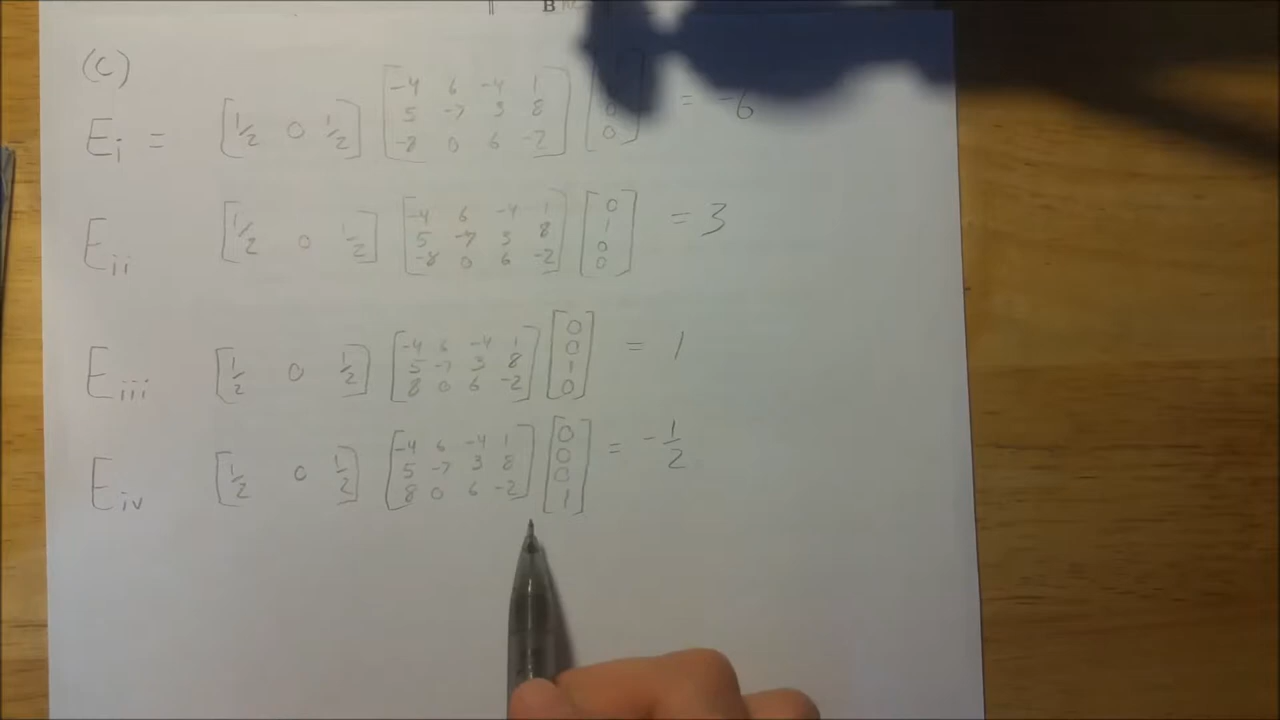 B
(C)
E_i = [1/2 0 1/2] [-4 6 -4 1; 5 -7 3 8; -8 0 6 -2] [0; 0] = -6
E_ii [1/2 0 1/2] [-4 6 -4 1; 5 -7 3 8; -8 0 6 -2] [0; 1; 0; 0] = 3
E_iii [1/2 0 1/2] [-4 6 -4 1; 5 -7 3 8; 8 0 6 -2] [0; 0; 1; 0] = 1
E_iv [1/2 0 1/2] [-4 6 -4 1; 5 -7 3 8; 8 0 6 -2] [0; 0; 0; 1] = -1/2